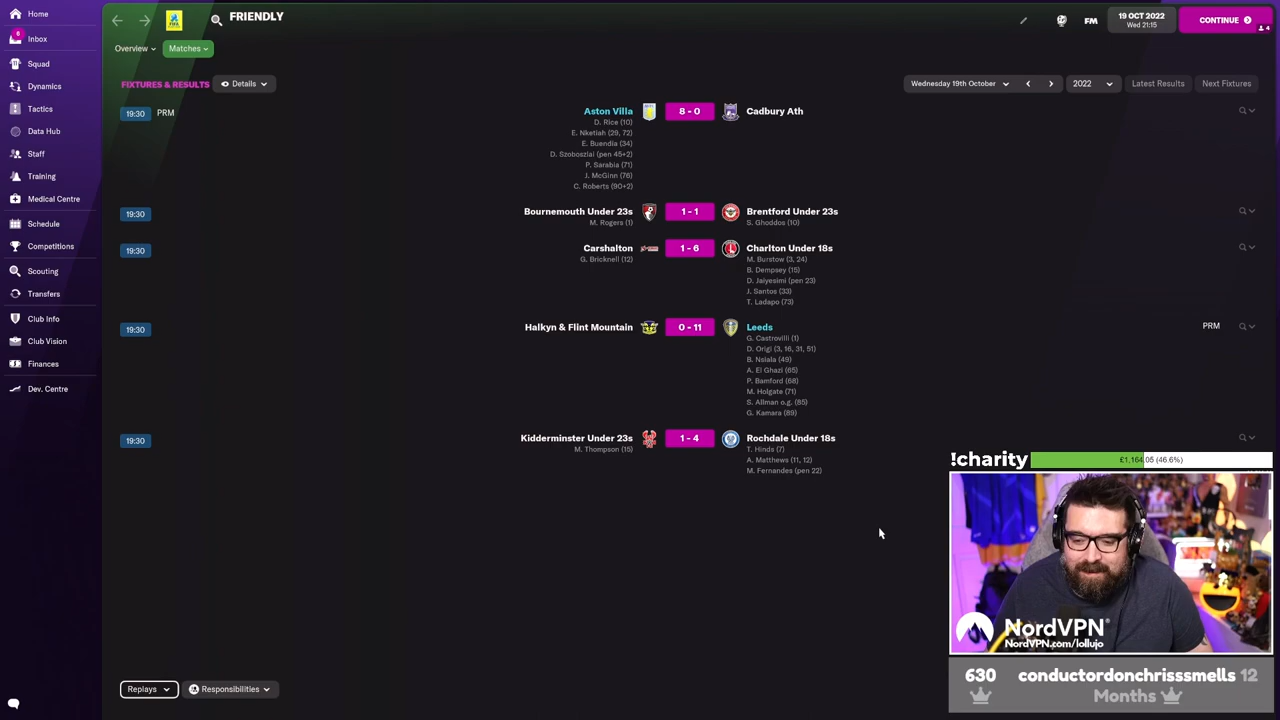 Home
FRIENDLY
19 OCT 2022
Wed 21:15
FM
CONTINUE
4
6
Inbox
Squad
Dynamics
Tactics
Data Hub
Staff
Training
Medical Centre
Schedule
Competitions
Scouting
Transfers
Club Info
Club Vision
Finances
Dev. Centre
Overview
Matches
FIXTURES & RESULTS
Details
Wednesday 19th October
2022
Latest Results
Next Fixtures
19:30 PRM Aston Villa 8 - 0 Cadbury Ath
D. Rice (10)
E. Nketiah (29, 72)
E. Buendia (34)
D. Szoboszlai (pen 45+2)
P. Sarabia (71)
J. McGinn (76)
C. Roberts (90+2)
19:30 Bournemouth Under 23s 1 - 1 Brentford Under 23s
M. Rogers (1) S. Ghoddos (10)
19:30 Carshalton 1 - 6 Charlton Under 18s
G. Bricknell (12) M. Burstow (3, 24)
B. Dempsey (15)
D. Jaiyesimi (pen 23)
J. Santos (33)
T. Ladapo (73)
19:30 Halkyn & Flint Mountain 0 - 11 Leeds PRM
G. Castrovilli (1)
D. Origi (3, 16, 31, 51)
B. Nsiala (49)
A. El Ghazi (65)
P. Bamford (68)
M. Holgate (71)
S. Allman o.g. (85)
G. Kamara (89)
19:30 Kidderminster Under 23s 1 - 4 Rochdale Under 18s
M. Thompson (15) T. Hinds (7)
A. Matthews (11, 12)
M. Fernandes (pen 22)
!charity £1,164.05 (46.6%)
NordVPN®
NordVPN.com/lollujo
630 conductordonchrisssmells 12
Months
Replays
Responsibilities